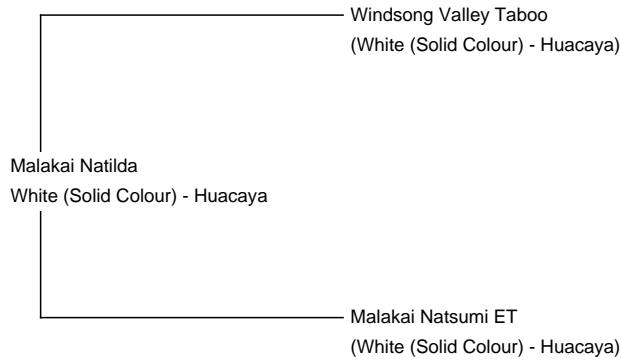 Windsong Valley Taboo
(White (Solid Colour) - Huacaya)
Malakai Natilda
White (Solid Colour) - Huacaya
Malakai Natsumi ET
(White (Solid Colour) - Huacaya)